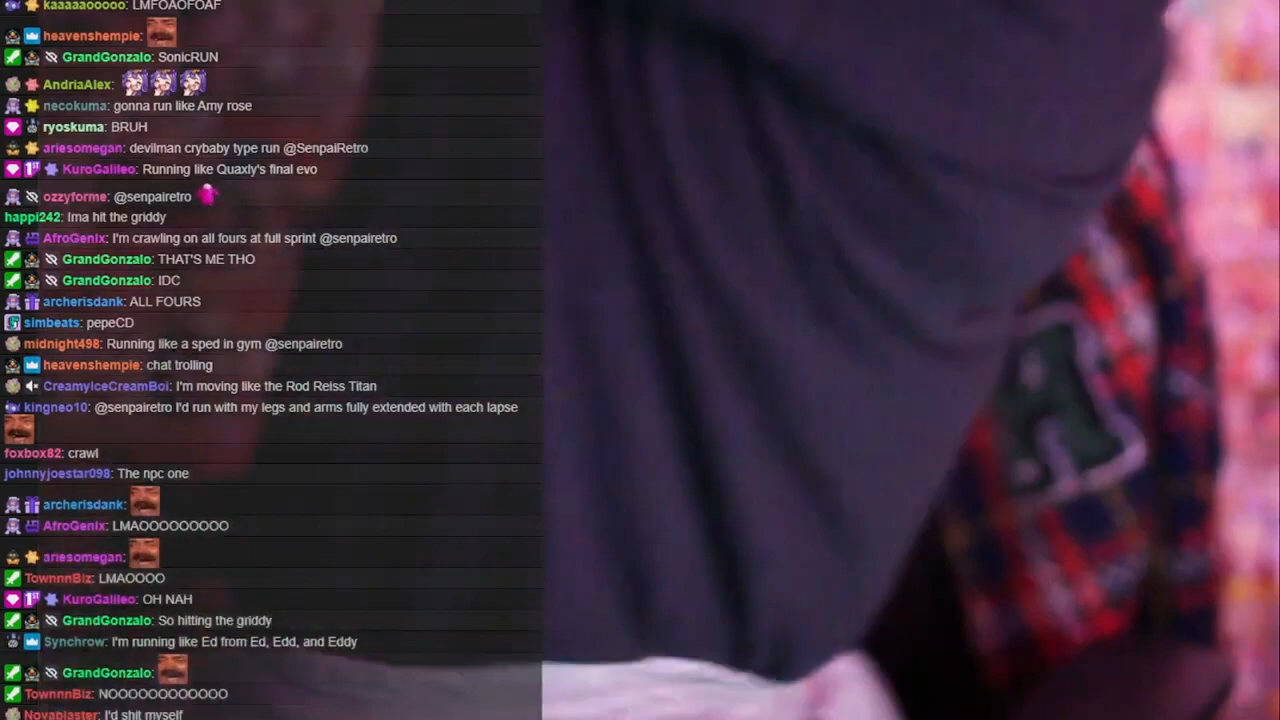 kaaaaaooooo: LMFOAOFOAF
heavenshempie:
GrandGonzalo: SonicRUN
AndriaAlex:
necokuma: gonna run like Amy rose
ryoskuma: BRUH
ariesomegan: devilman crybaby type run @SenpaiRetro
1st KuroGalileo: Running like Quaxly's final evo
ozzyforme: @senpairetro
happi242: Ima hit the griddy
AfroGenix: I'm crawling on all fours at full sprint @senpairetro
GrandGonzalo: THAT'S ME THO
GrandGonzalo: IDC
archerisdank: ALL FOURS
simbeats: pepeCD
midnight498: Running like a sped in gym @senpairetro
heavenshempie: chat trolling
CreamyIceCreamBoi: I'm moving like the Rod Reiss Titan
kingneo10: @senpairetro I'd run with my legs and arms fully extended with each lapse
foxbox82: crawl
johnnyjoestar098: The npc one
archerisdank:
AfroGenix: LMAOOOOOOOOO
ariesomegan:
TownnnBiz: LMAOOOO
1st KuroGalileo: OH NAH
GrandGonzalo: So hitting the griddy
Synchrow: I'm running like Ed from Ed, Edd, and Eddy
GrandGonzalo:
TownnnBiz: NOOOOOOOOOOOO
Novaplaster: I'd shit myself